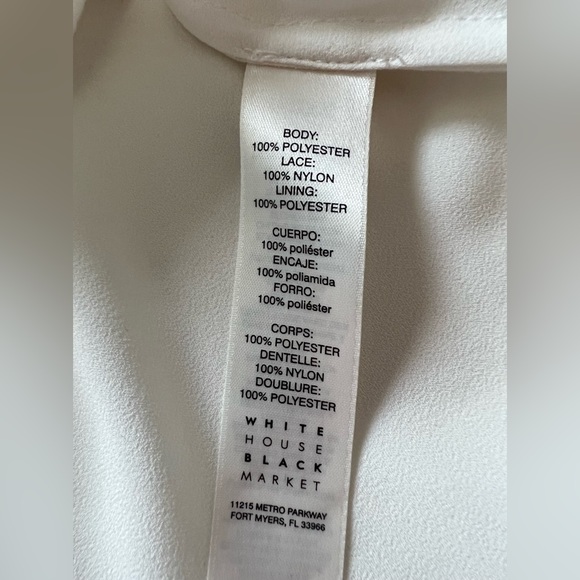 BODY:
100% POLYESTER
LACE:
100% NYLON
LINING:
100% POLYESTER
CUERPO:
100% poliéster
ENCAJE:
100% poliamida
FORRO:
100% poliéster
CORPS:
100% POLYESTER
DENTELLE:
100% NYLON
DOUBLURE:
100% POLYESTER
WHITE
HOUSE
BLACK
MARKET
11215 METRO PARKWAY
FORT MYERS, FL 33966